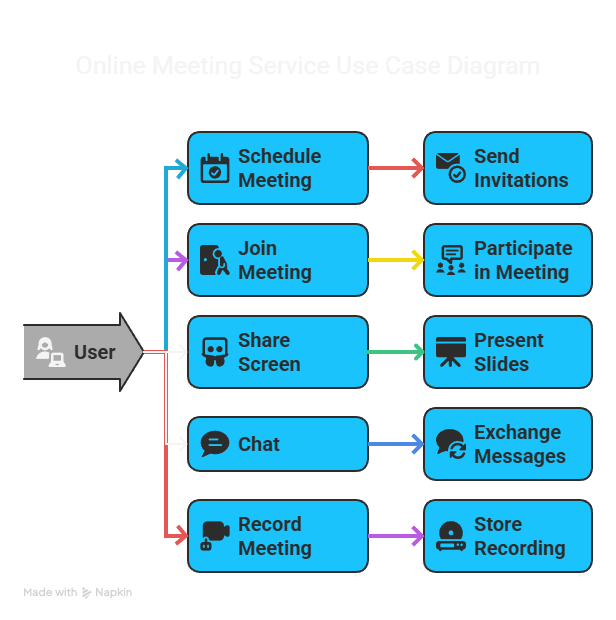 Online Meeting Service Use Case Diagram
Schedule
Meeting
Send
Invitations
Join
Meeting
Participate
in Meeting
User
Share
Screen
Present
Slides
Chat
Exchange
Messages
Record
Meeting
Store
Recording
Made with Napkin